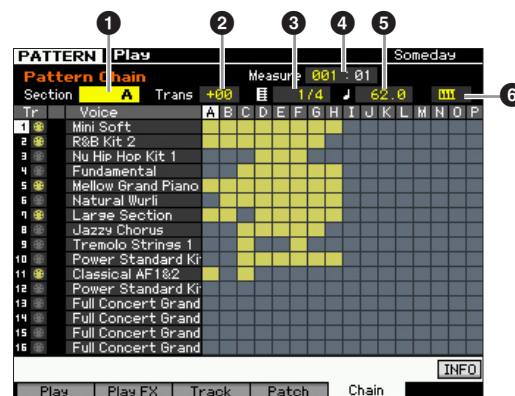 1 2 3 4 5
PATTERN Play Someday
Pattern Chain Measure 001 : 01
Section A Trans +00 1/4 ♩ 62.0 6
Tr Voice A B C D E F G H I J K L M N O P
1 Mini Soft
2 R&B Kit 2
3 Nu Hip Hop Kit 1
4 Fundamental
5 Mellow Grand Piano
6 Natural Wurli
7 Large Section
8 Jazzy Chorus
9 Tremolo Strings 1
10 Power Standard Ki
11 Classical AF1&2
12 Power Standard Ki
13 Full Concert Grand
14 Full Concert Grand
15 Full Concert Grand
16 Full Concert Grand
INFO
Play Play FX Track Patch Chain